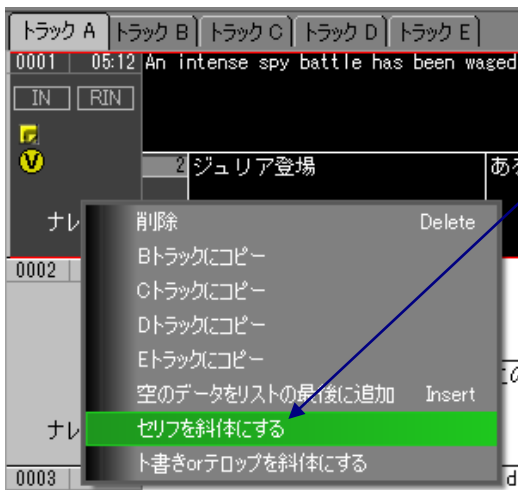 トラック A トラック B トラック C トラック D トラック E
0001 05:12 An intense spy battle has been waged
IN RIN
V
2 ジュリア登場 ある
ナレ
削除 Delete
Bトラックにコピー
0002
Cトラックにコピー
Dトラックにコピー
Eトラックにコピー
空のデータをリストの最後に追加 Insert
ナレ セリフを斜体にする
ト書きorテロップを斜体にする
0003 d